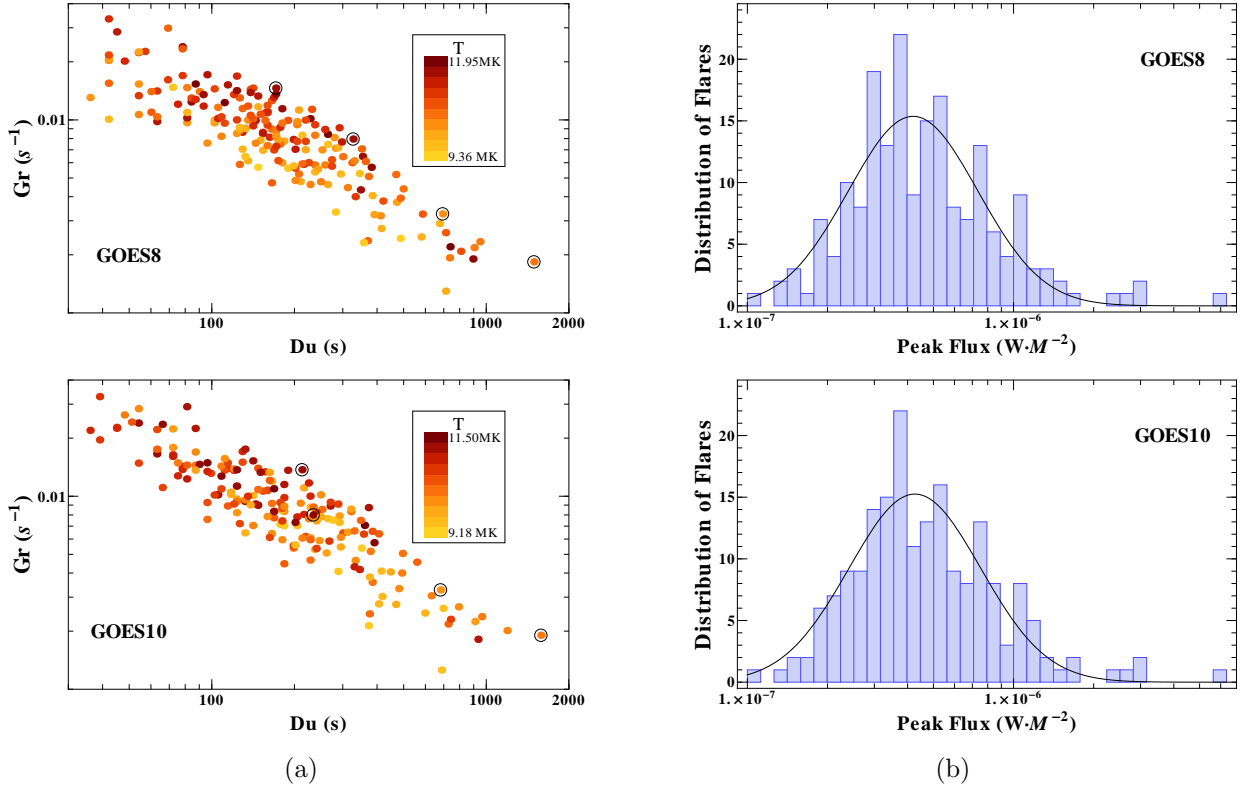 T
11.95MK
9.36 MK
Gr (s⁻¹)
0.01
GOES8
100
1000
2000
Du (s)
T
11.50MK
9.18 MK
Gr (s⁻¹)
0.01
GOES10
100
1000
2000
Du (s)
(a)
GOES8
Distribution of Flares
20
15
10
5
0
1.×10⁻⁷
1.×10⁻⁶
Peak Flux (W·M⁻²)
GOES10
Distribution of Flares
20
15
10
5
0
1.×10⁻⁷
1.×10⁻⁶
Peak Flux (W·M⁻²)
(b)